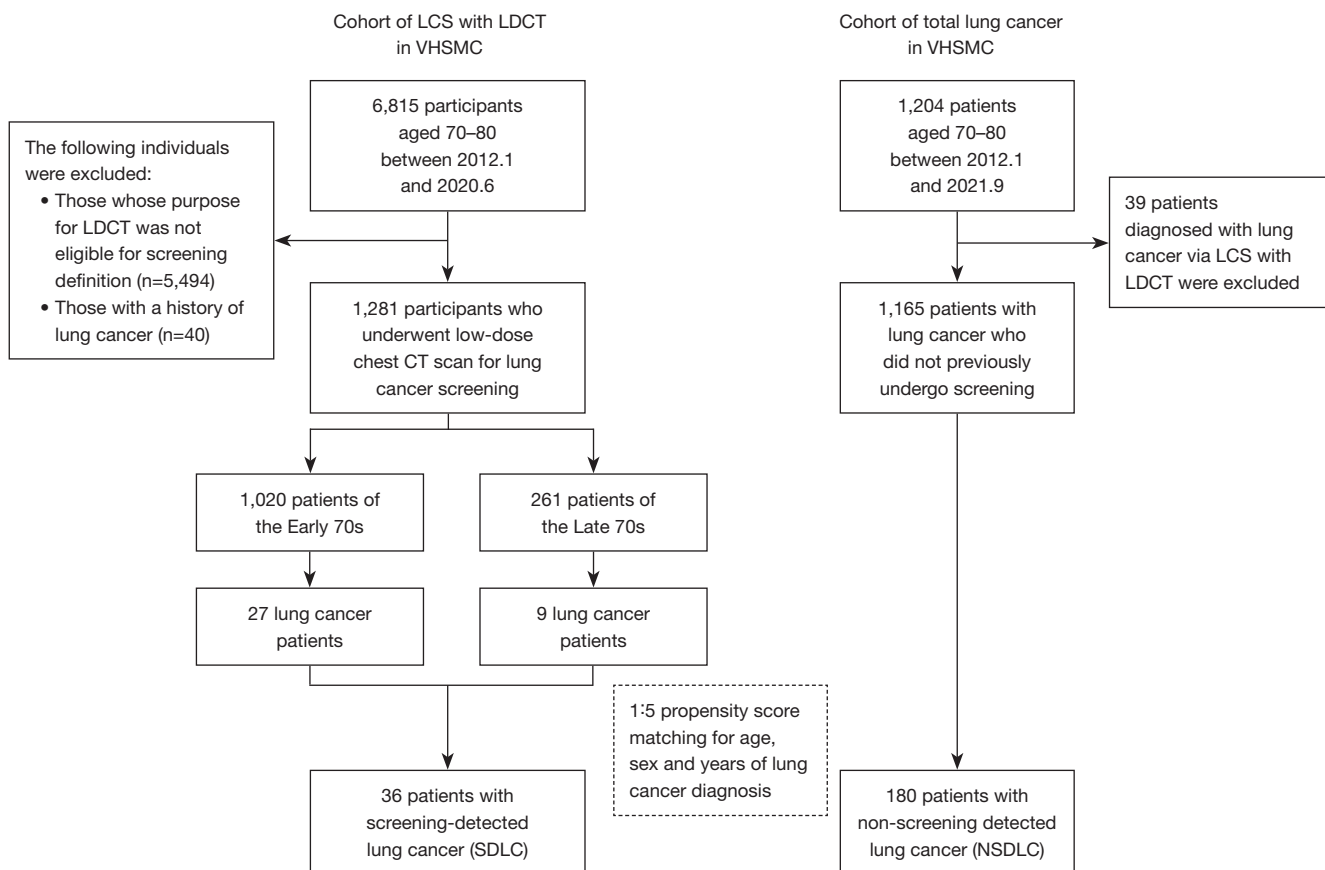 Cohort of LCS with LDCT
in VHSMC
Cohort of total lung cancer
in VHSMC
6,815 participants
aged 70–80
between 2012.1
and 2020.6
1,204 patients
aged 70–80
between 2012.1
and 2021.9
The following individuals
were excluded:
• Those whose purpose
for LDCT was not
eligible for screening
definition (n=5,494)
• Those with a history of
lung cancer (n=40)
39 patients
diagnosed with lung
cancer via LCS with
LDCT were excluded
1,281 participants who
underwent low-dose
chest CT scan for lung
cancer screening
1,165 patients with
lung cancer who
did not previously
undergo screening
1,020 patients of
the Early 70s
261 patients of
the Late 70s
27 lung cancer
patients
9 lung cancer
patients
1:5 propensity score
matching for age,
sex and years of lung
cancer diagnosis
36 patients with
screening-detected
lung cancer (SDLC)
180 patients with
non-screening detected
lung cancer (NSDLC)